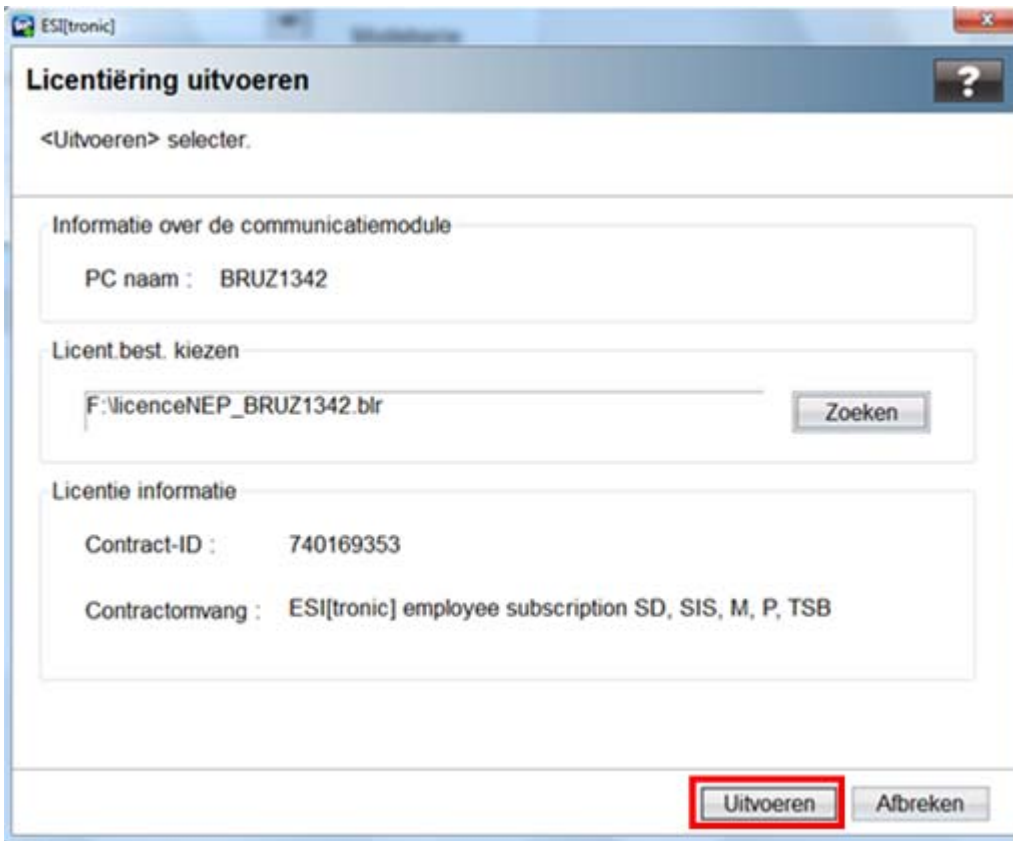 ESI[tronic]
Licentiëring uitvoeren
?
<Uitvoeren> selecter.
Informatie over de communicatiemodule
PC naam : BRUZ1342
Licent.best. kiezen
F:\licenceNEP_BRUZ1342.blr
Zoeken
Licentie informatie
Contract-ID : 740169353
Contractomvang : ESI[tronic] employee subscription SD, SIS, M, P, TSB
Uitvoeren Afbreken